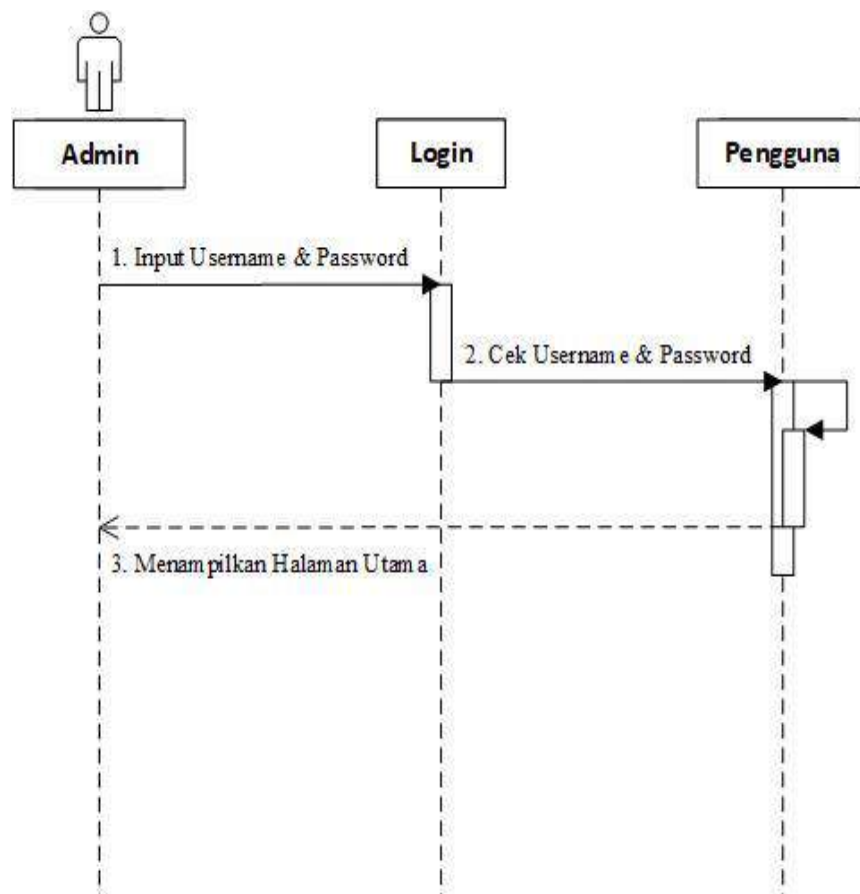 Admin
Login
Pengguna
1. Input Username & Password
2. Cek Username & Password
3. Menampilkan Halaman Utama